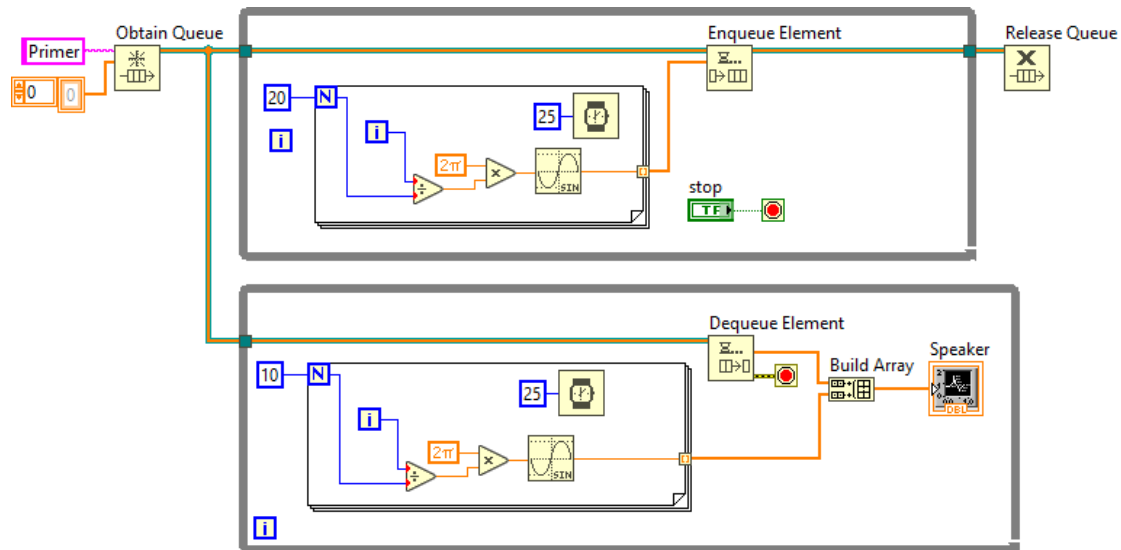 Obtain Queue
Enqueue Element
Release Queue
Primer
0
0
20
N
i
i
25
2π
÷
×
SIN
stop
TF
Dequeue Element
Build Array
Speaker
10
N
i
25
2π
÷
×
SIN
DBL
i